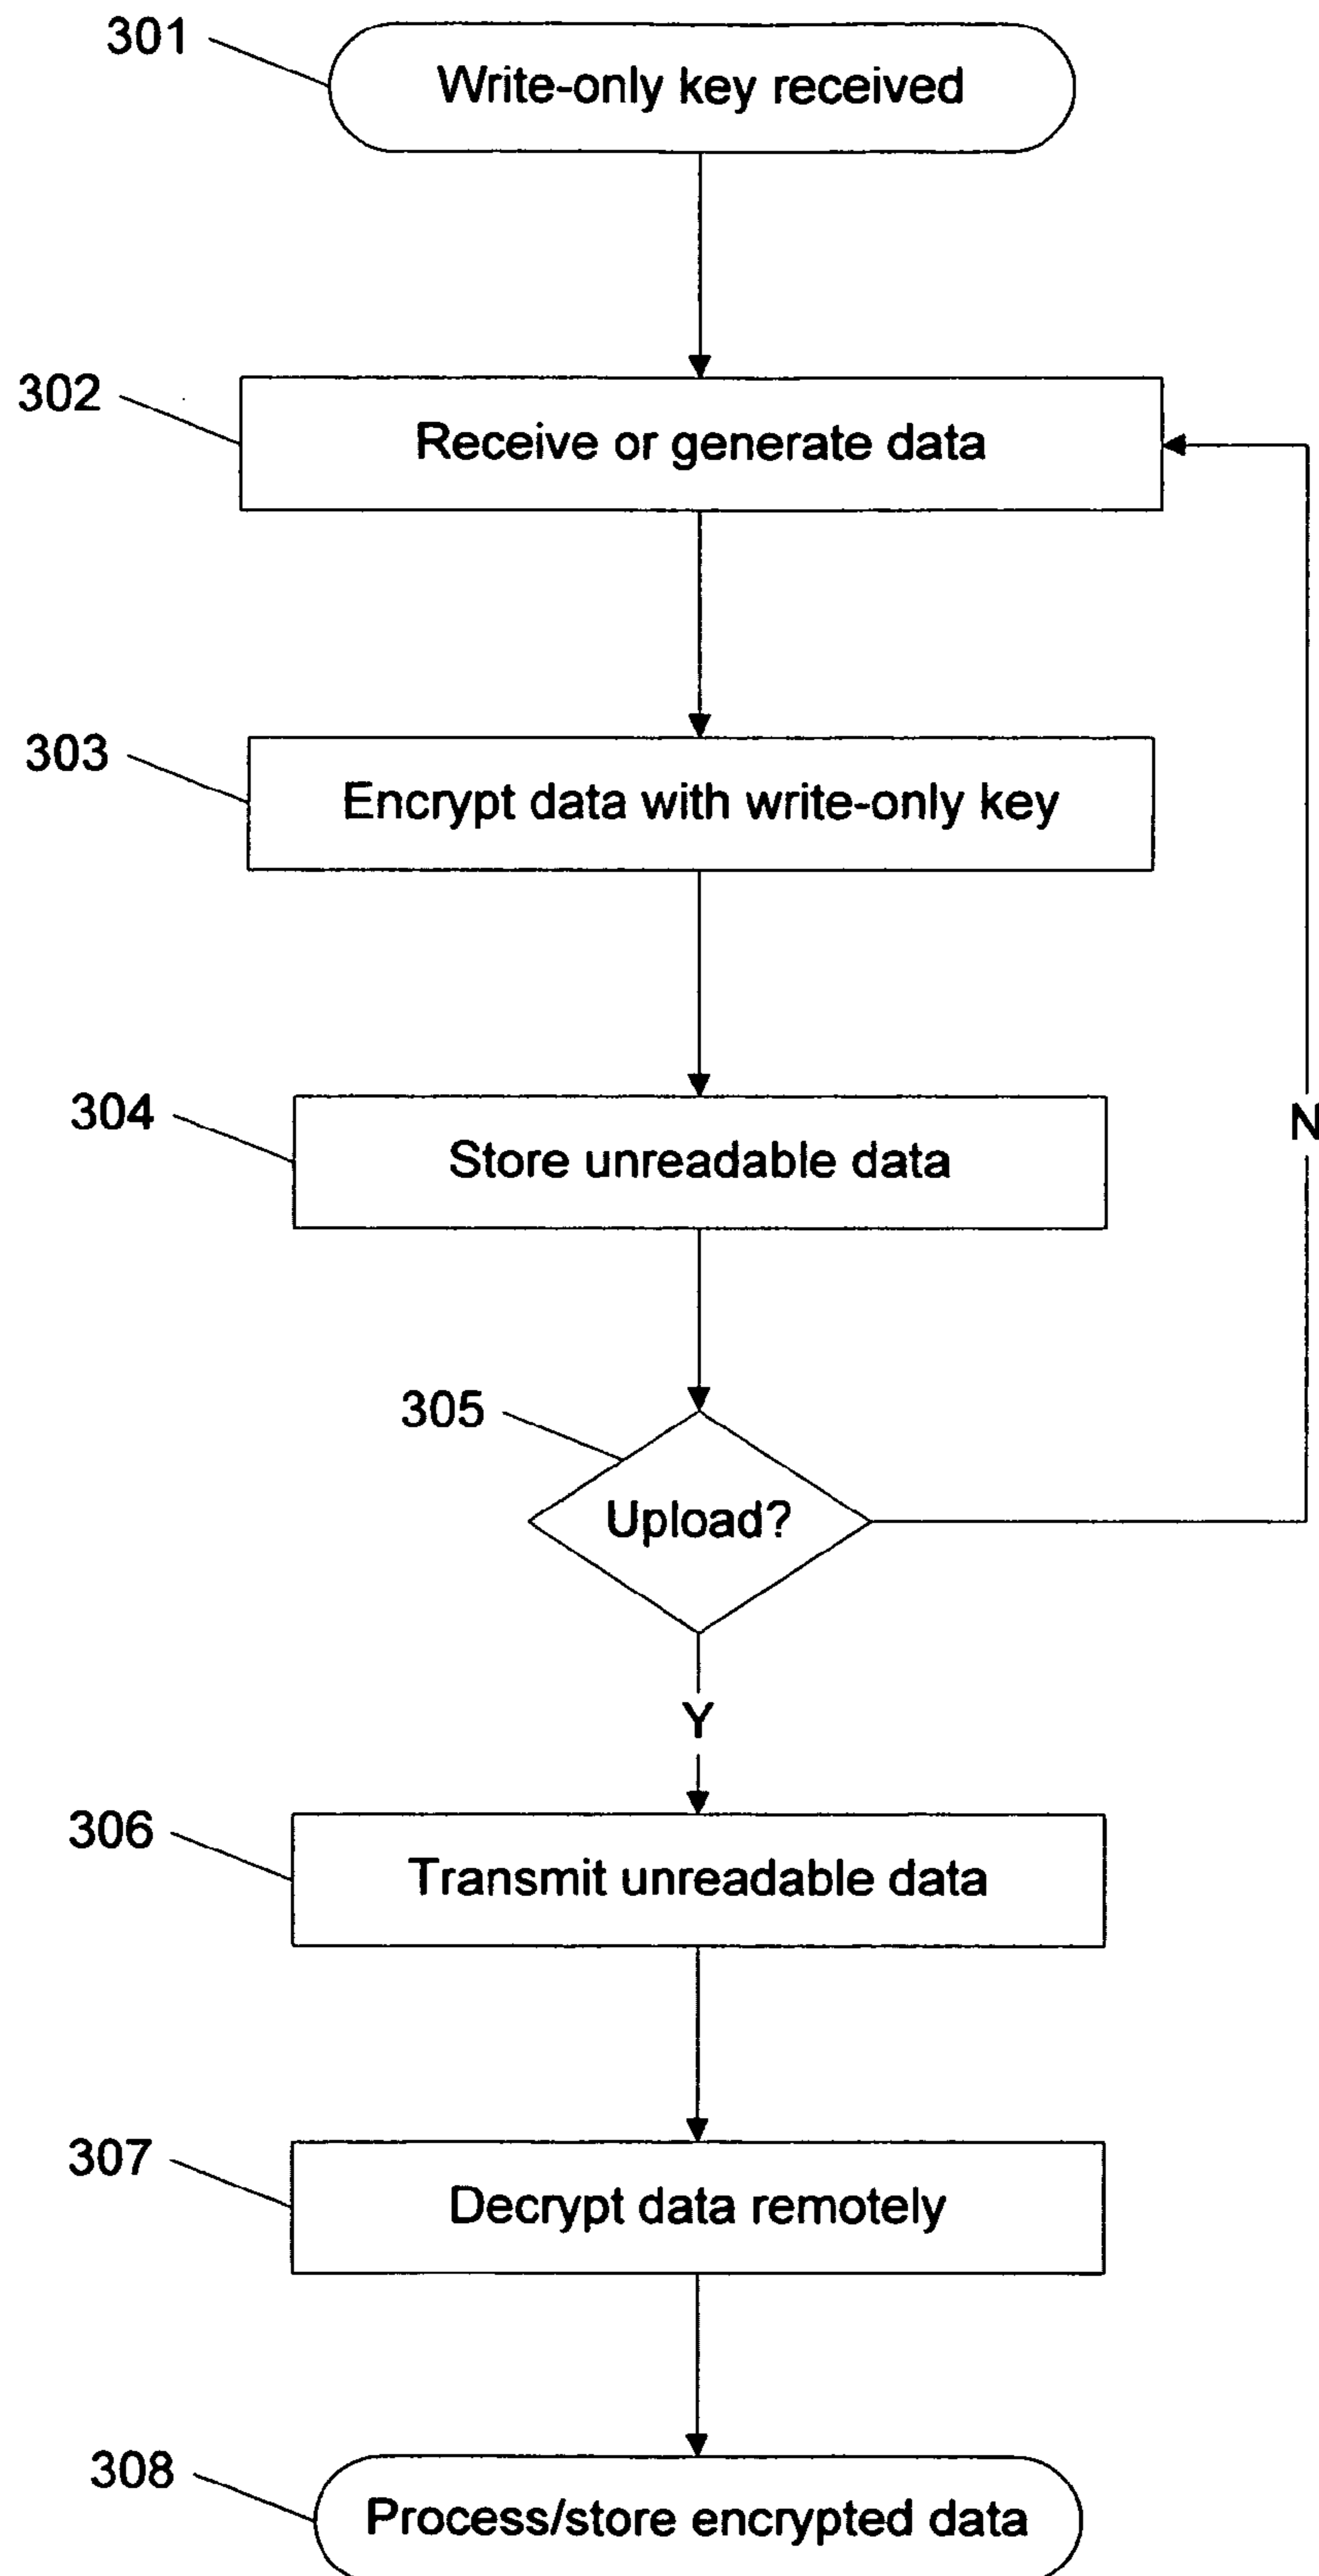 301
Write-only key received
302
Receive or generate data
303
Encrypt data with write-only key
304
Store unreadable data
N
305
Upload?
Y
306
Transmit unreadable data
307
Decrypt data remotely
308
Process/store encrypted data